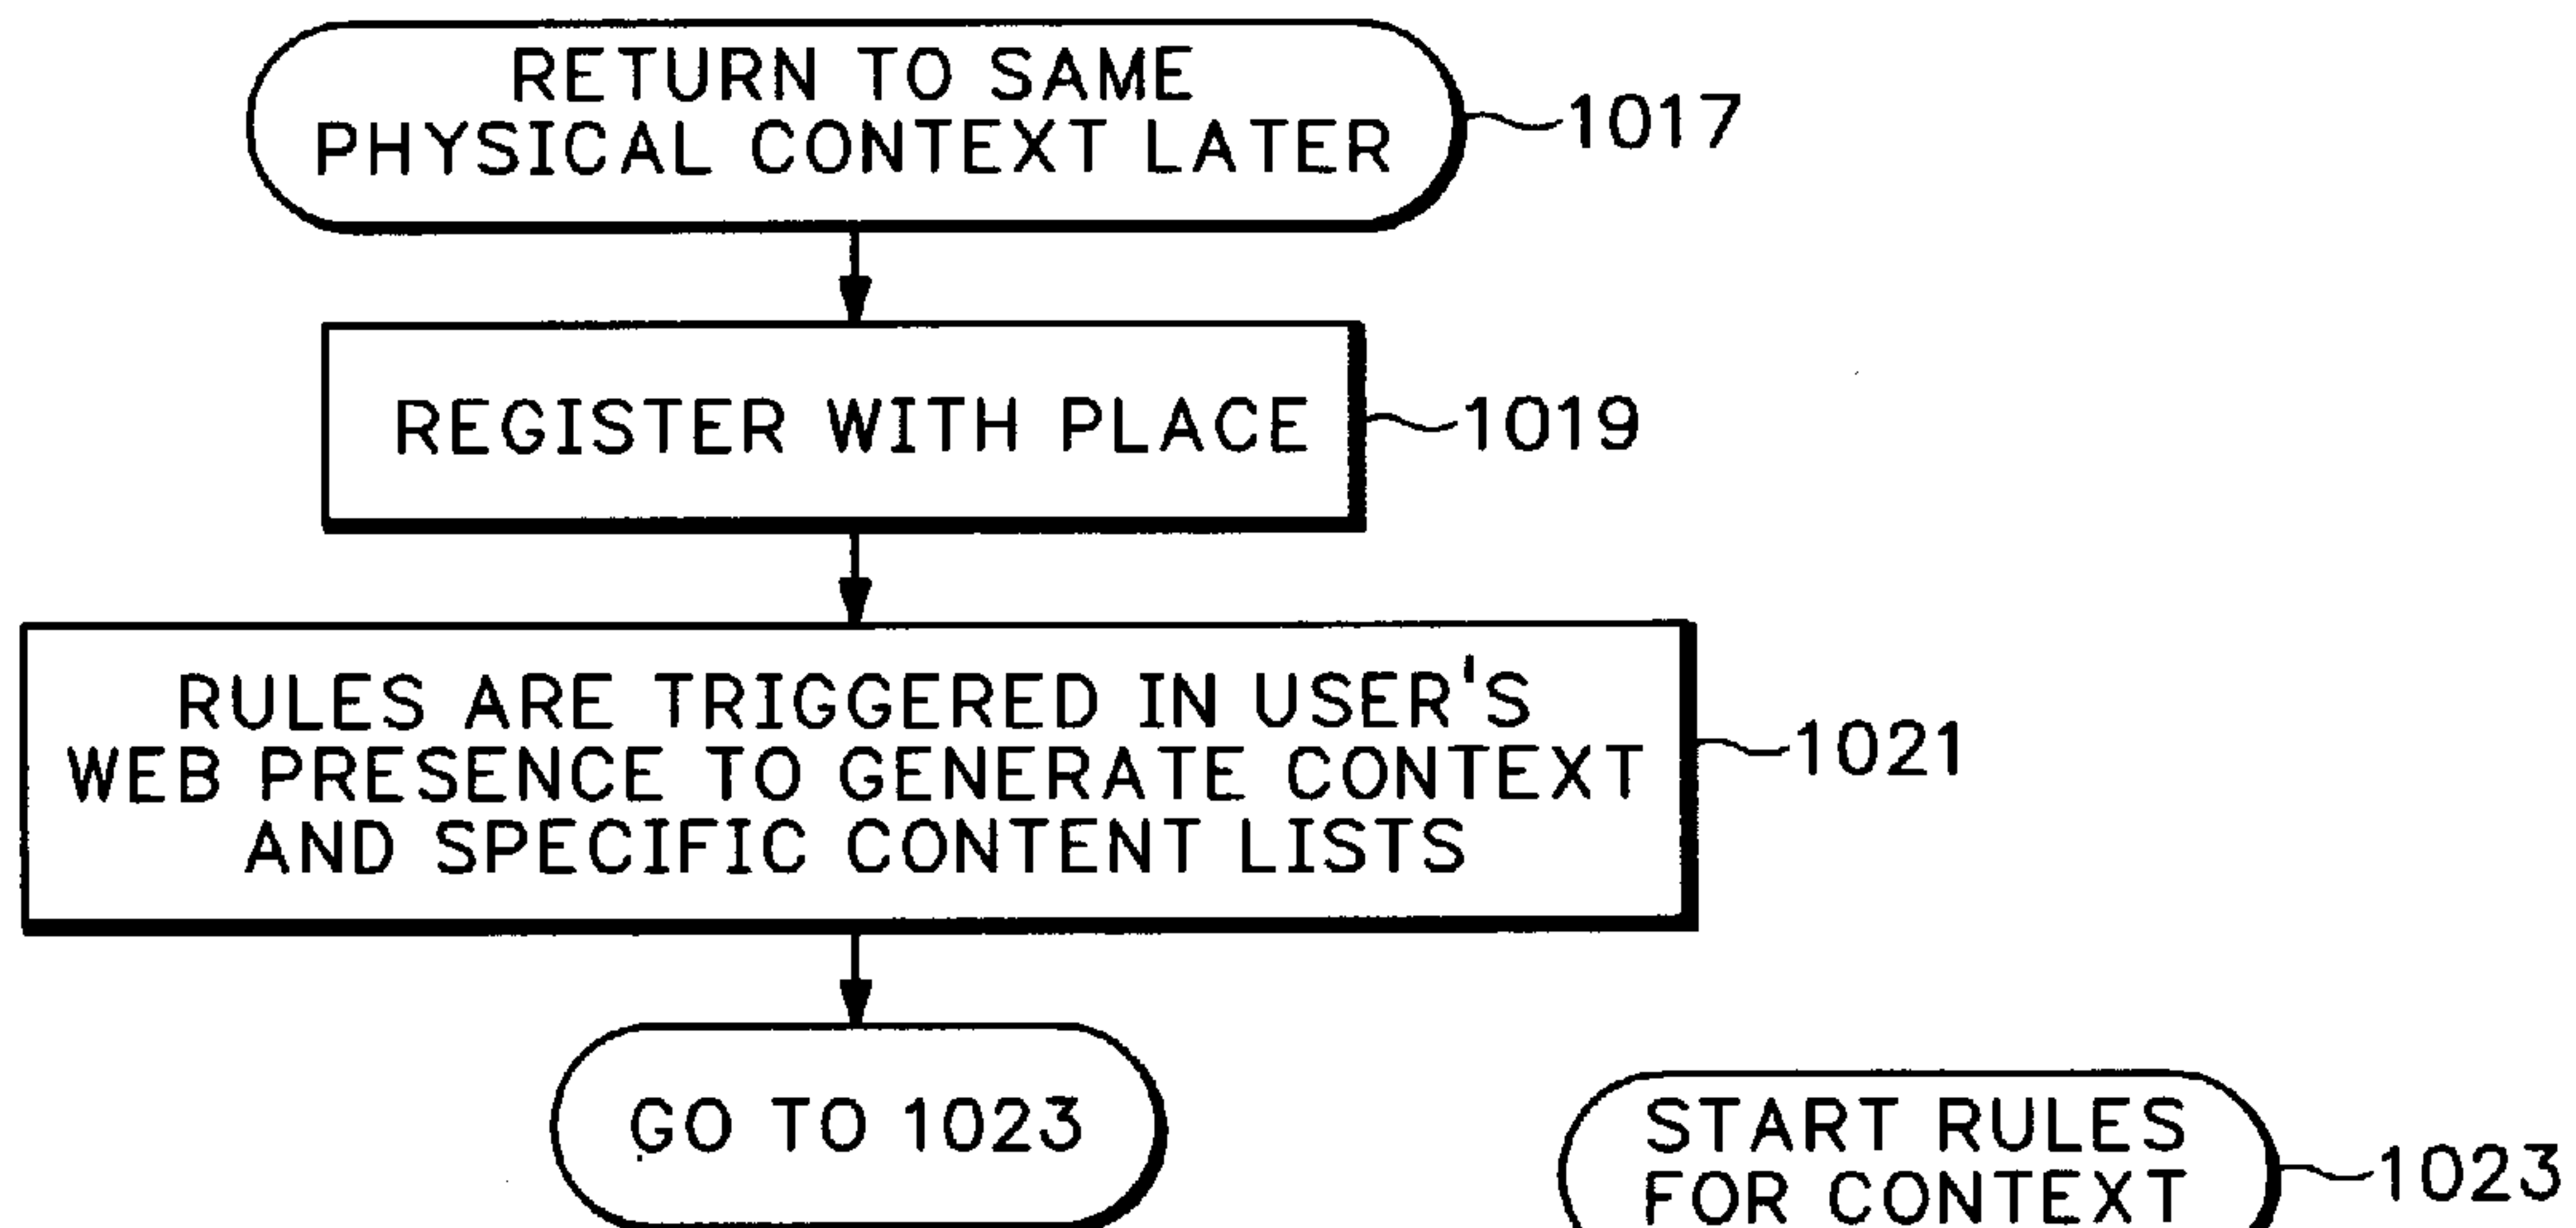 RETURN TO SAME
PHYSICAL CONTEXT LATER
1017
REGISTER WITH PLACE
1019
RULES ARE TRIGGERED IN USER'S
WEB PRESENCE TO GENERATE CONTEXT
AND SPECIFIC CONTENT LISTS
1021
GO TO 1023
START RULES
FOR CONTEXT
1023